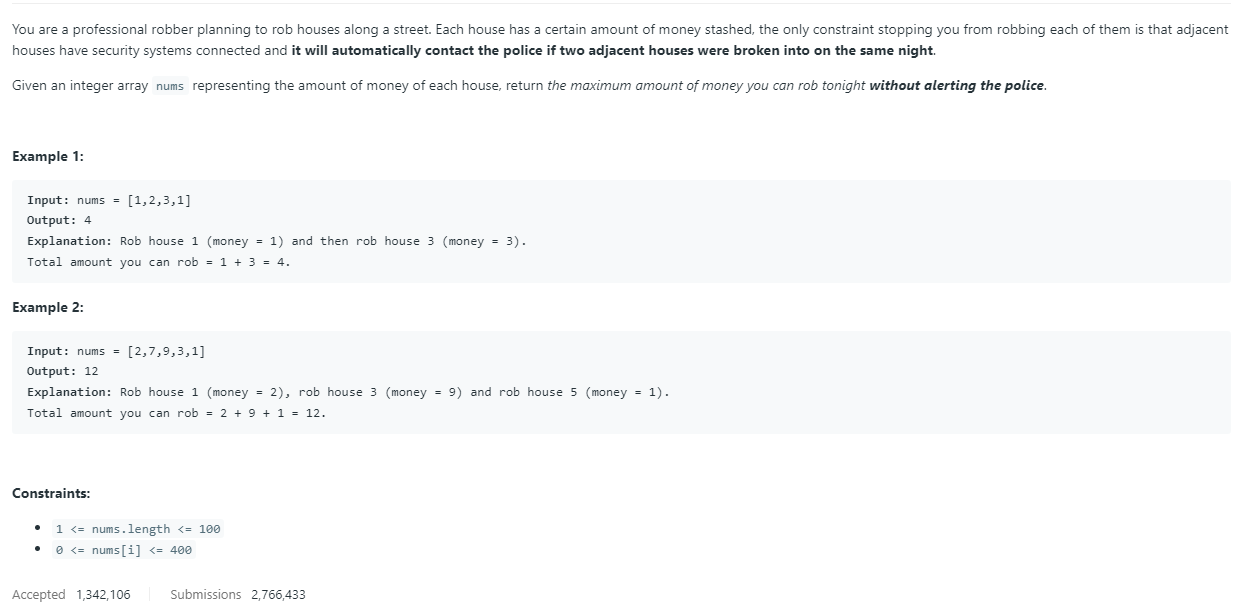 You are a professional robber planning to rob houses along a street. Each house has a certain amount of money stashed, the only constraint stopping you from robbing each of them is that adjacent
houses have security systems connected and it will automatically contact the police if two adjacent houses were broken into on the same night.
Given an integer array nums representing the amount of money of each house, return the maximum amount of money you can rob tonight without alerting the police.
Example 1:
Input: nums = [1,2,3,1]
Output: 4
Explanation: Rob house 1 (money = 1) and then rob house 3 (money = 3).
Total amount you can rob = 1 + 3 = 4.
Example 2:
Input: nums = [2,7,9,3,1]
Output: 12
Explanation: Rob house 1 (money = 2), rob house 3 (money = 9) and rob house 5 (money = 1).
Total amount you can rob = 2 + 9 + 1 = 12.
Constraints:
• 1 <= nums.length <= 100
• 0 <= nums[i] <= 400
Accepted 1,342,106 Submissions 2,766,433